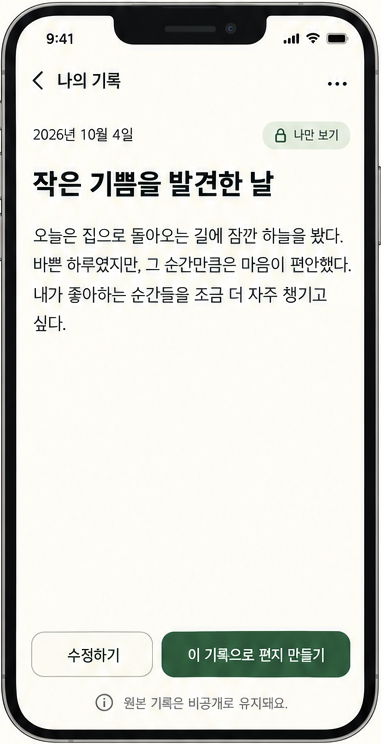 9:41
나의 기록
2026년 10월 4일
나만 보기
작은 기쁨을 발견한 날
오늘은 집으로 돌아오는 길에 잠깐 하늘을 봤다.
바쁜 하루였지만, 그 순간만큼은 마음이 편안했다.
내가 좋아하는 순간들을 조금 더 자주 챙기고
싶다.
수정하기
이 기록으로 편지 만들기
원본 기록은 비공개로 유지돼요.